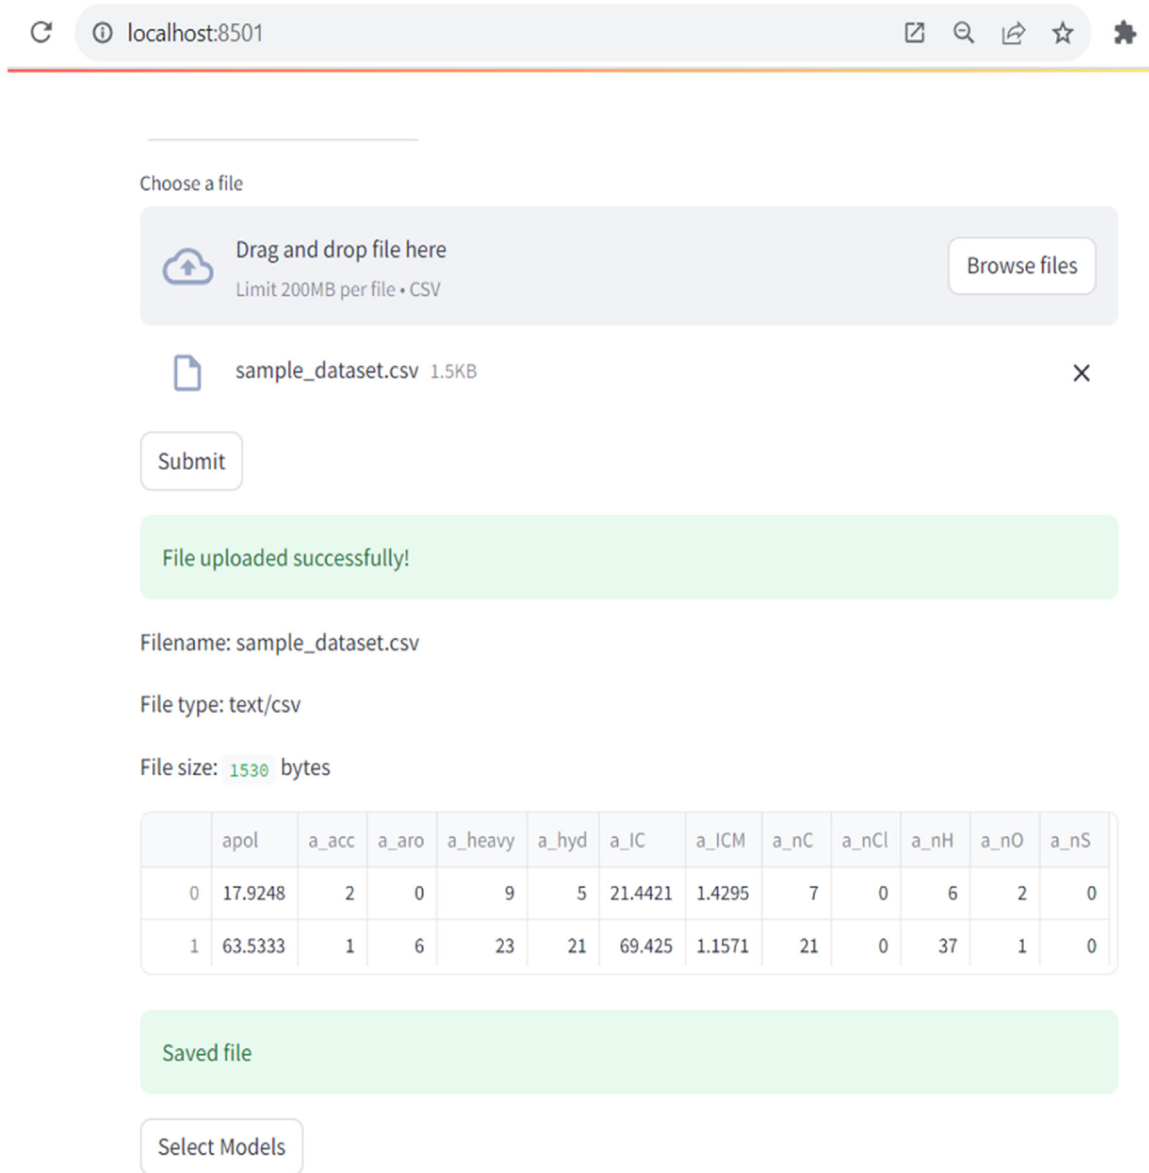 localhost:8501
Choose a file
Drag and drop file here
Limit 200MB per file • CSV
Browse files
sample_dataset.csv 1.5KB
Submit
File uploaded successfully!
Filename: sample_dataset.csv
File type: text/csv
File size: 1530 bytes
apol a_acc a_aro a_heavy a_hyd a_IC a_ICM a_nC a_nCl a_nH a_nO a_nS
0 17.9248 2 0 9 5 21.4421 1.4295 7 0 6 2 0
1 63.5333 1 6 23 21 69.425 1.1571 21 0 37 1 0
Saved file
Select Models